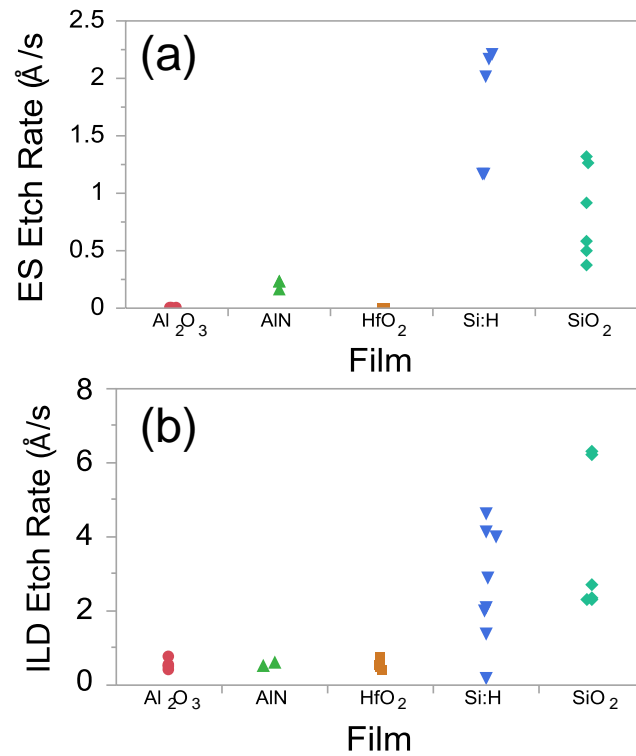 (a)
ES Etch Rate (Å/s)
2.5
2
1.5
1
0.5
0
Al2O3 AlN HfO2 Si:H SiO2
Film
(b)
ILD Etch Rate (Å/s)
8
6
4
2
0
Al2O3 AlN HfO2 Si:H SiO2
Film